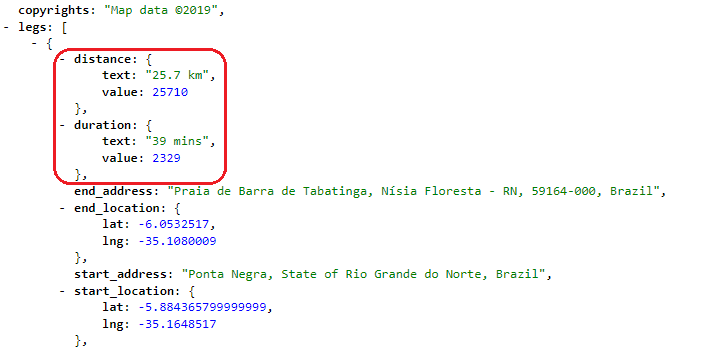 copyrights: "Map data ©2019",
- legs: [
- {
- distance: {
text: "25.7 km",
value: 25710
},
- duration: {
text: "39 mins",
value: 2329
},
end_address: "Praia de Barra de Tabatinga, Nísia Floresta - RN, 59164-000, Brazil",
- end_location: {
lat: -6.0532517,
lng: -35.1080009
},
start_address: "Ponta Negra, State of Rio Grande do Norte, Brazil",
- start_location: {
lat: -5.884365799999999,
lng: -35.1648517
},